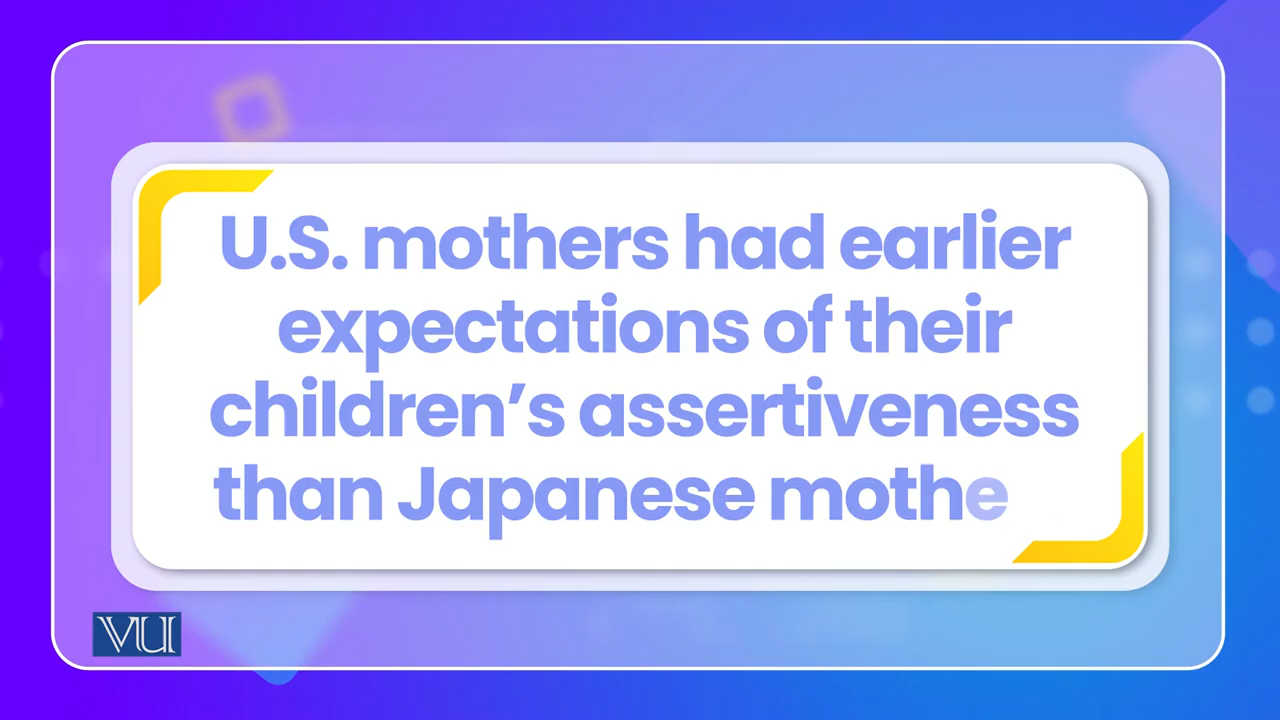 U.S. mothers had earlier
expectations of their
children’s assertiveness
than Japanese mothe
VU